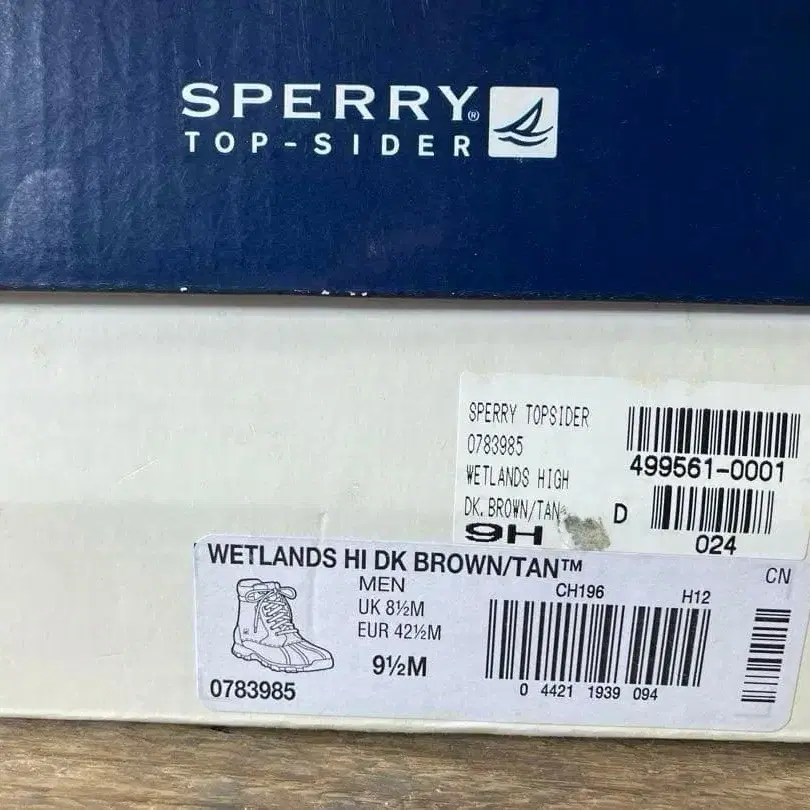 SPERRY®
TOP-SIDER
SPERRY TOPSIDER
0783985
WETLANDS HIGH
DK. BROWN/TAN
9H
499561-0001
D
024
WETLANDS HI DK BROWN/TAN™
MEN
UK 8½M
EUR 42½M
9½M
0783985
CH196
H12
CN
0 4421 1939 094